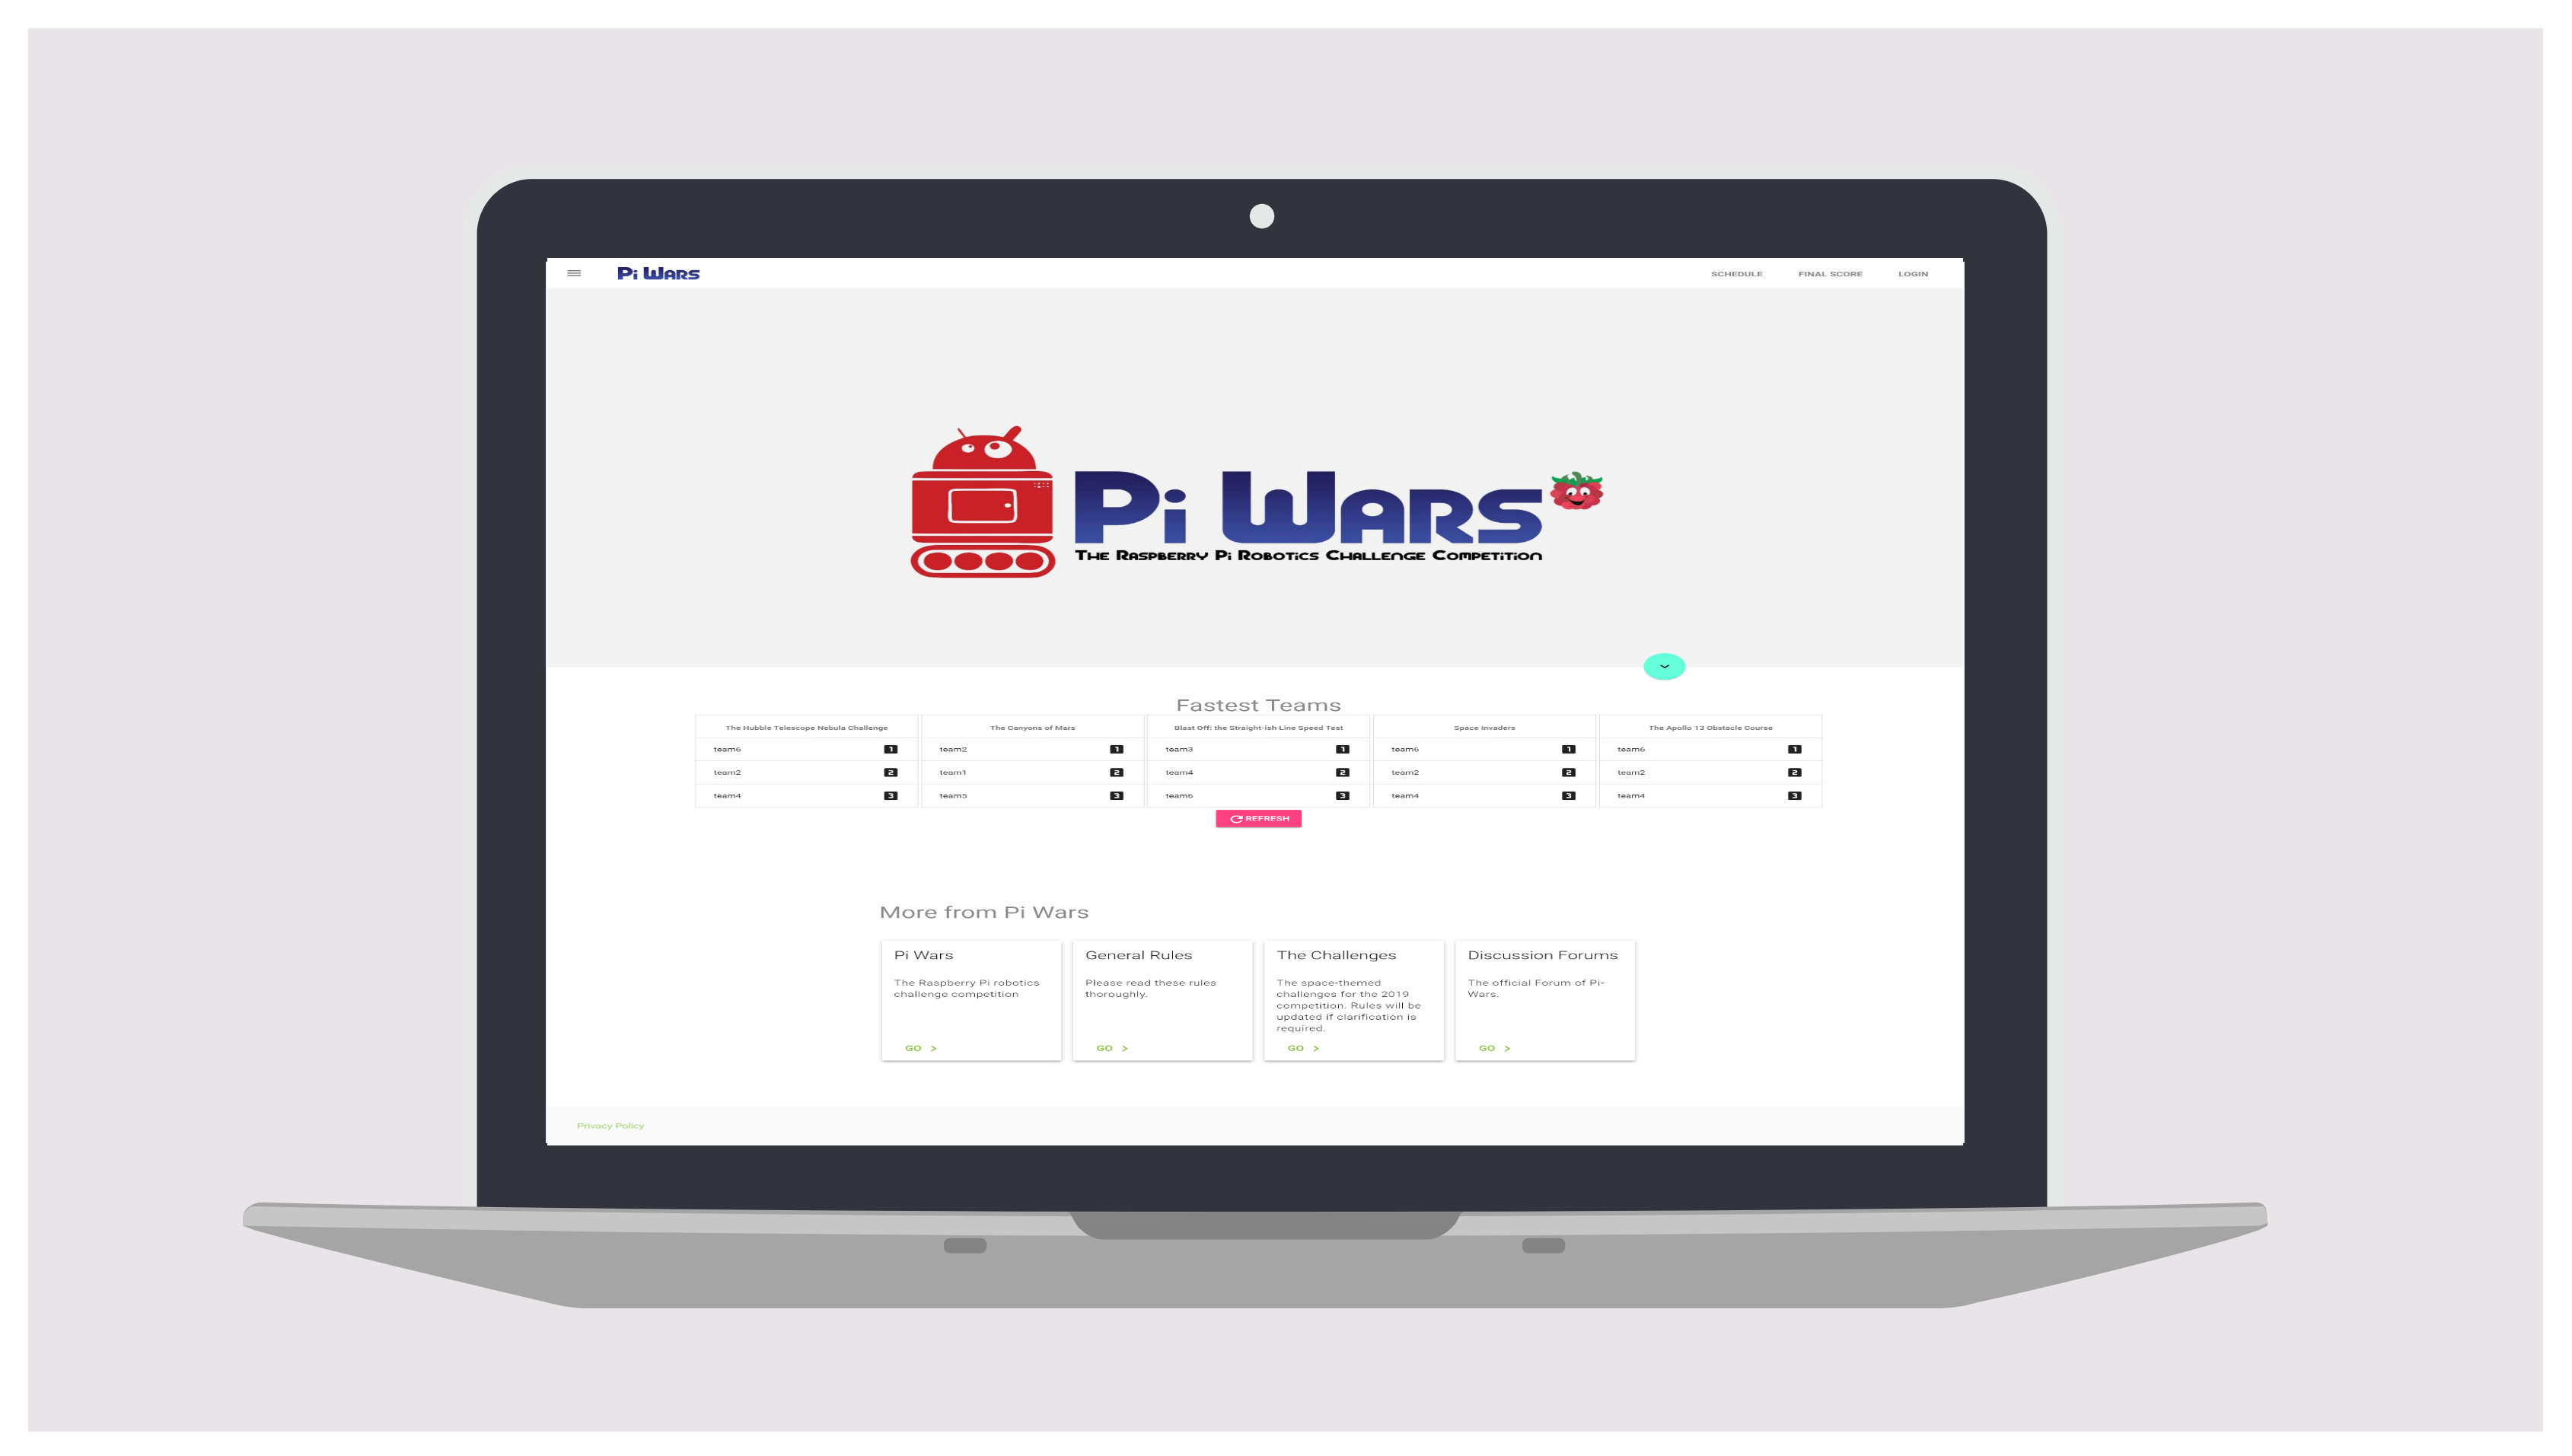 Pi Wars
SCHEDULE FINAL SCORE LOGIN
Pi Wars
The Raspberry Pi Robotics Challenge Competition
Fastest Teams
The Hubble Telescope Nebula Challenge
team6 1
team2 2
team4 3
The Canyons of Mars
team2 1
team1 2
team5 3
Blast Off: the Straight-ish Line Speed Test
team3 1
team4 2
team6 3
Space Invaders
team6 1
team2 2
team4 3
The Apollo 13 Obstacle Course
team6 1
team2 2
team4 3
REFRESH
More from Pi Wars
Pi Wars
The Raspberry Pi robotics
challenge competition
GO >
General Rules
Please read these rules
thoroughly.
GO >
The Challenges
The space-themed
challenges for the 2019
competition. Rules will be
updated if clarification is
required.
GO >
Discussion Forums
The official Forum of Pi-
Wars.
GO >
Privacy Policy